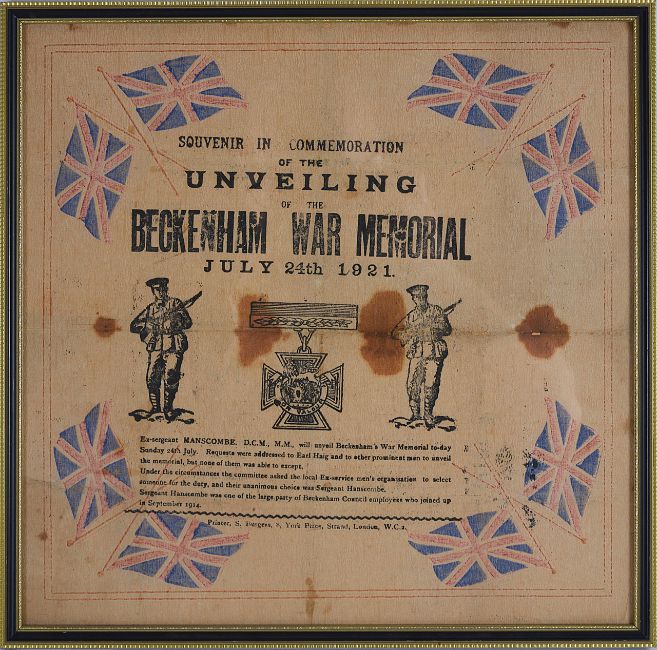 SOUVENIR IN COMMEMORATION
OF THE
UNVEILING
OF THE
BECKENHAM WAR MEMORIAL
JULY 24th 1921.
FOR VALOUR
Ex-sergeant MANSCOMBE, D.C.M., M.M., will unveil Beckenham's War Memorial to-day
Sunday 24th July. Requests were addressed to Earl Haig and to other prominent men to unveil
the memorial, but none of them was able to except.
Under the circumstances the committee asked the local Ex-service men's organisation to select
someone for the duty, and their unanimous choice was Sergeant Hanscombe.
Sergeant Hanscombe was one of the large party of Beckenham Council employees who joined up
in September 1914.
Printer, S. Burgess, 8, York Place, Strand, London, W.C.2.